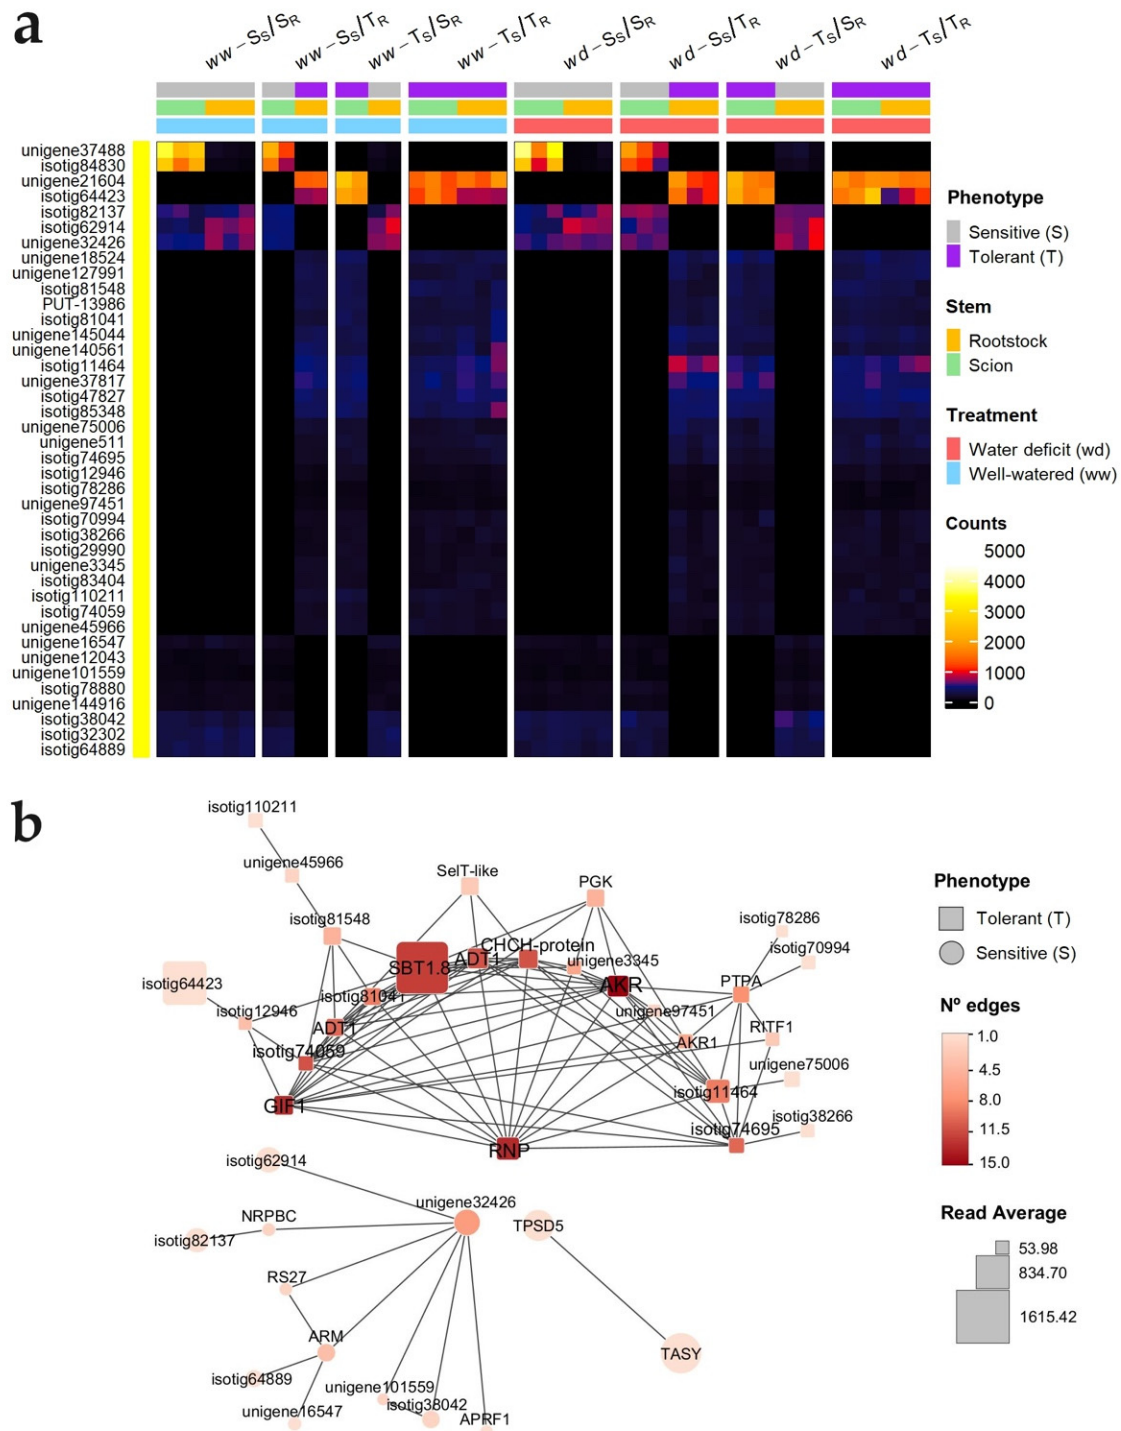 a
ww-SS/SR
ww-SS/TR
ww-TS/SR
ww-TS/TR
wd-SS/SR
wd-SS/TR
wd-TS/SR
wd-TS/TR
unigene37488
isotig84830
unigene21604
isotig64423
isotig82137
isotig62914
unigene32426
unigene18524
unigene127991
isotig81548
PUT-13986
isotig81041
unigene145044
unigene140561
isotig11464
unigene37817
isotig47827
isotig85348
unigene75006
unigene511
isotig74695
isotig12946
isotig78286
unigene97451
isotig70994
isotig38266
isotig29990
unigene3345
isotig83404
isotig110211
isotig74059
unigene45966
unigene16547
unigene12043
unigene101559
isotig78880
unigene144916
isotig38042
isotig32302
isotig64889
Phenotype
Sensitive (S)
Tolerant (T)
Stem
Rootstock
Scion
Treatment
Water deficit (wd)
Well-watered (ww)
Counts
5000
4000
3000
2000
1000
0
b
isotig110211
unigene45966
SelT-like
PGK
isotig81548
isotig78286
CHCH-protein
isotig70994
ADT1
unigene3345
SBT1.8
isotig64423
PTPA
AKR
isotig81041
isotig12946
unigene97451
ADT1
RITF1
AKR1
isotig74059
unigene75006
isotig11464
GIF1
isotig38266
isotig74695
RNP
isotig62914
unigene32426
NRPBC
TPSD5
isotig82137
RS27
ARM
TASY
isotig64889
unigene101559
isotig38042
unigene16547
APRF1
Phenotype
Tolerant (T)
Sensitive (S)
Nº edges
1.0
4.5
8.0
11.5
15.0
Read Average
53.98
834.70
1615.42